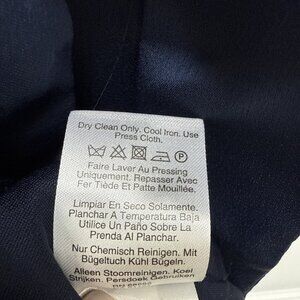 Dry Clean Only. Cool Iron. Use
Press Cloth.
Faire Laver Au Pressing
Uniquement. Repasser Avec
Fer Tiède Et Patte Mouillée.
Limpiar En Seco Solamente.
Planchar A Temperatura Baja
Utilice Un Paño Sobre La
Prenda Al Planchar.
Nur Chemisch Reinigen. Mit
Bügeltuch Kühl Bügeln.
Alleen Stoomreinigen. Koel
Strijken. Persdoek Gebruiken